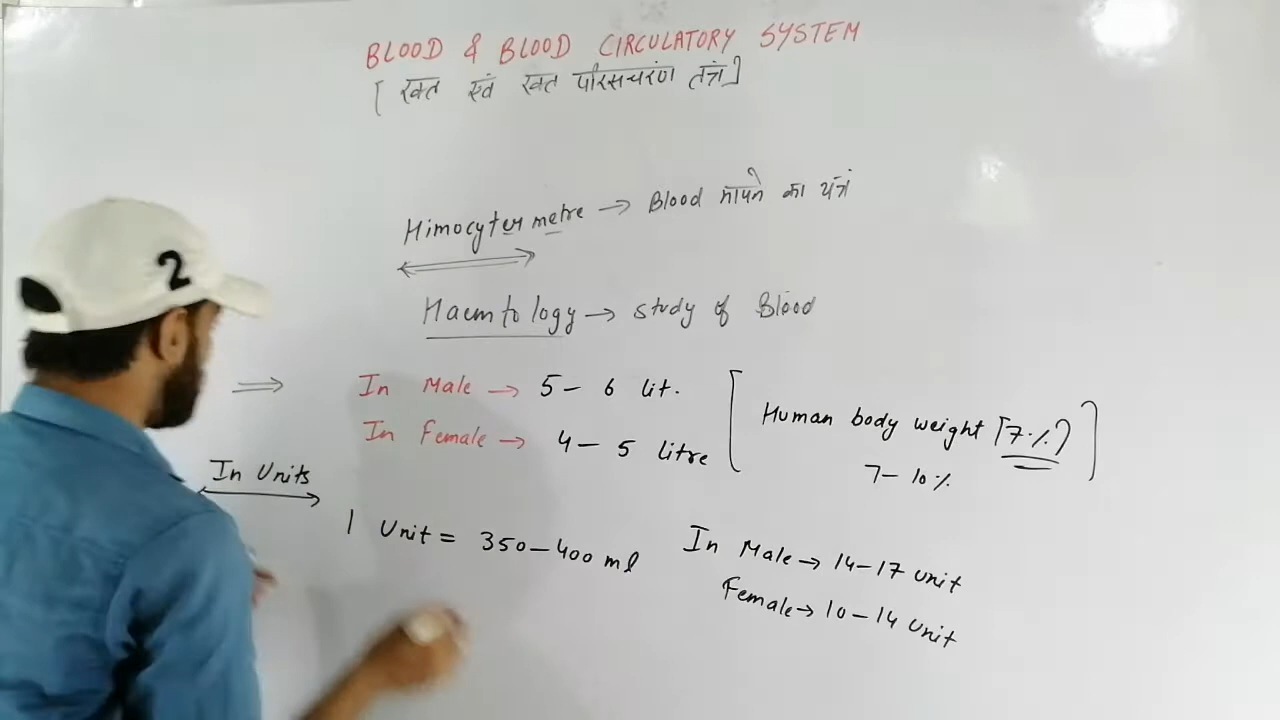 BLOOD & BLOOD CIRCULATORY SYSTEM
[ रक्त एवं रक्त परिसंचरण तंत्र ]
Himocyter metre → Blood मापने का यंत्र
Haemtology → study of Blood
⇒ In Male → 5 - 6 lit.
In Female → 4 - 5 litre
[ Human body weight [7%]
7 - 10% ]
In Units
1 Unit = 350 - 400 ml
In Male → 14 - 17 unit
Female → 10 - 14 Unit
2